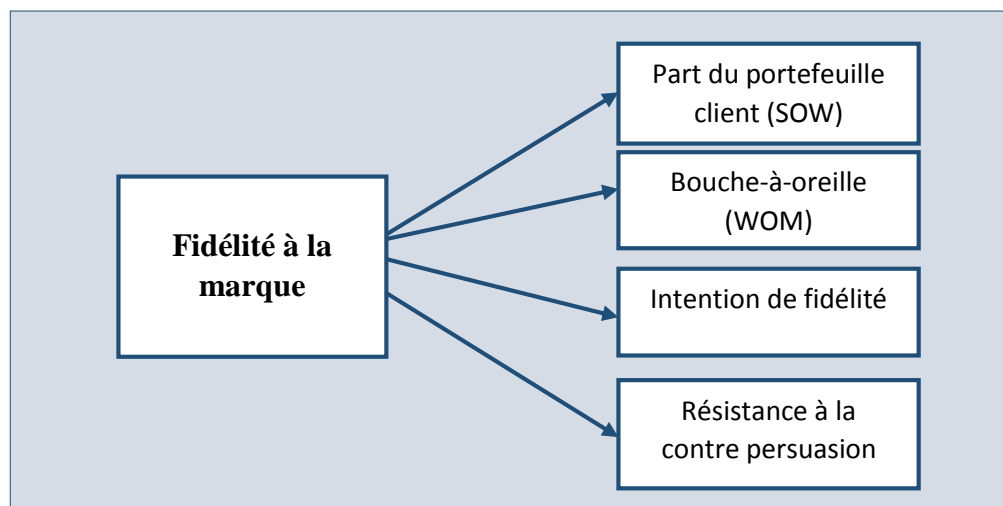 Fidélité à la
marque
Part du portefeuille
client (SOW)
Bouche-à-oreille
(WOM)
Intention de fidélité
Résistance à la
contre persuasion